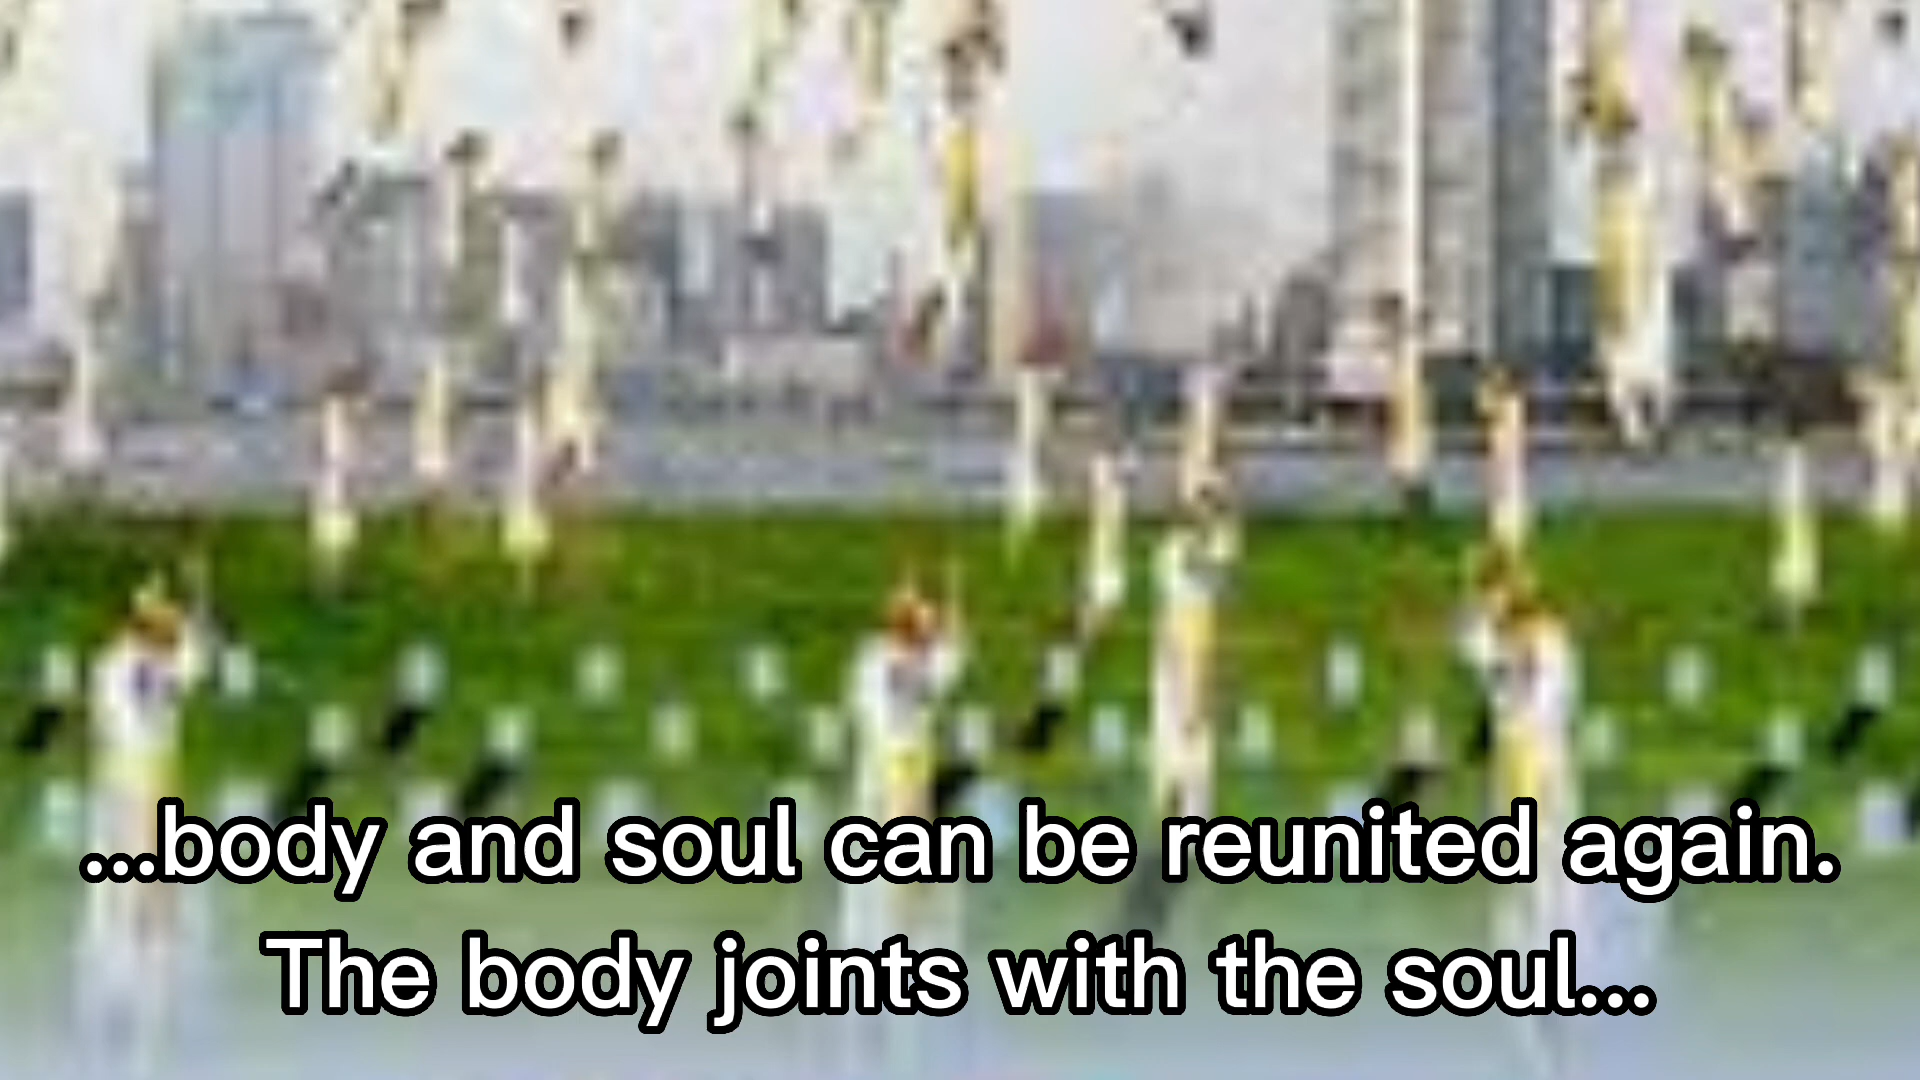 ...body and soul can be reunited again.
The body joints with the soul...